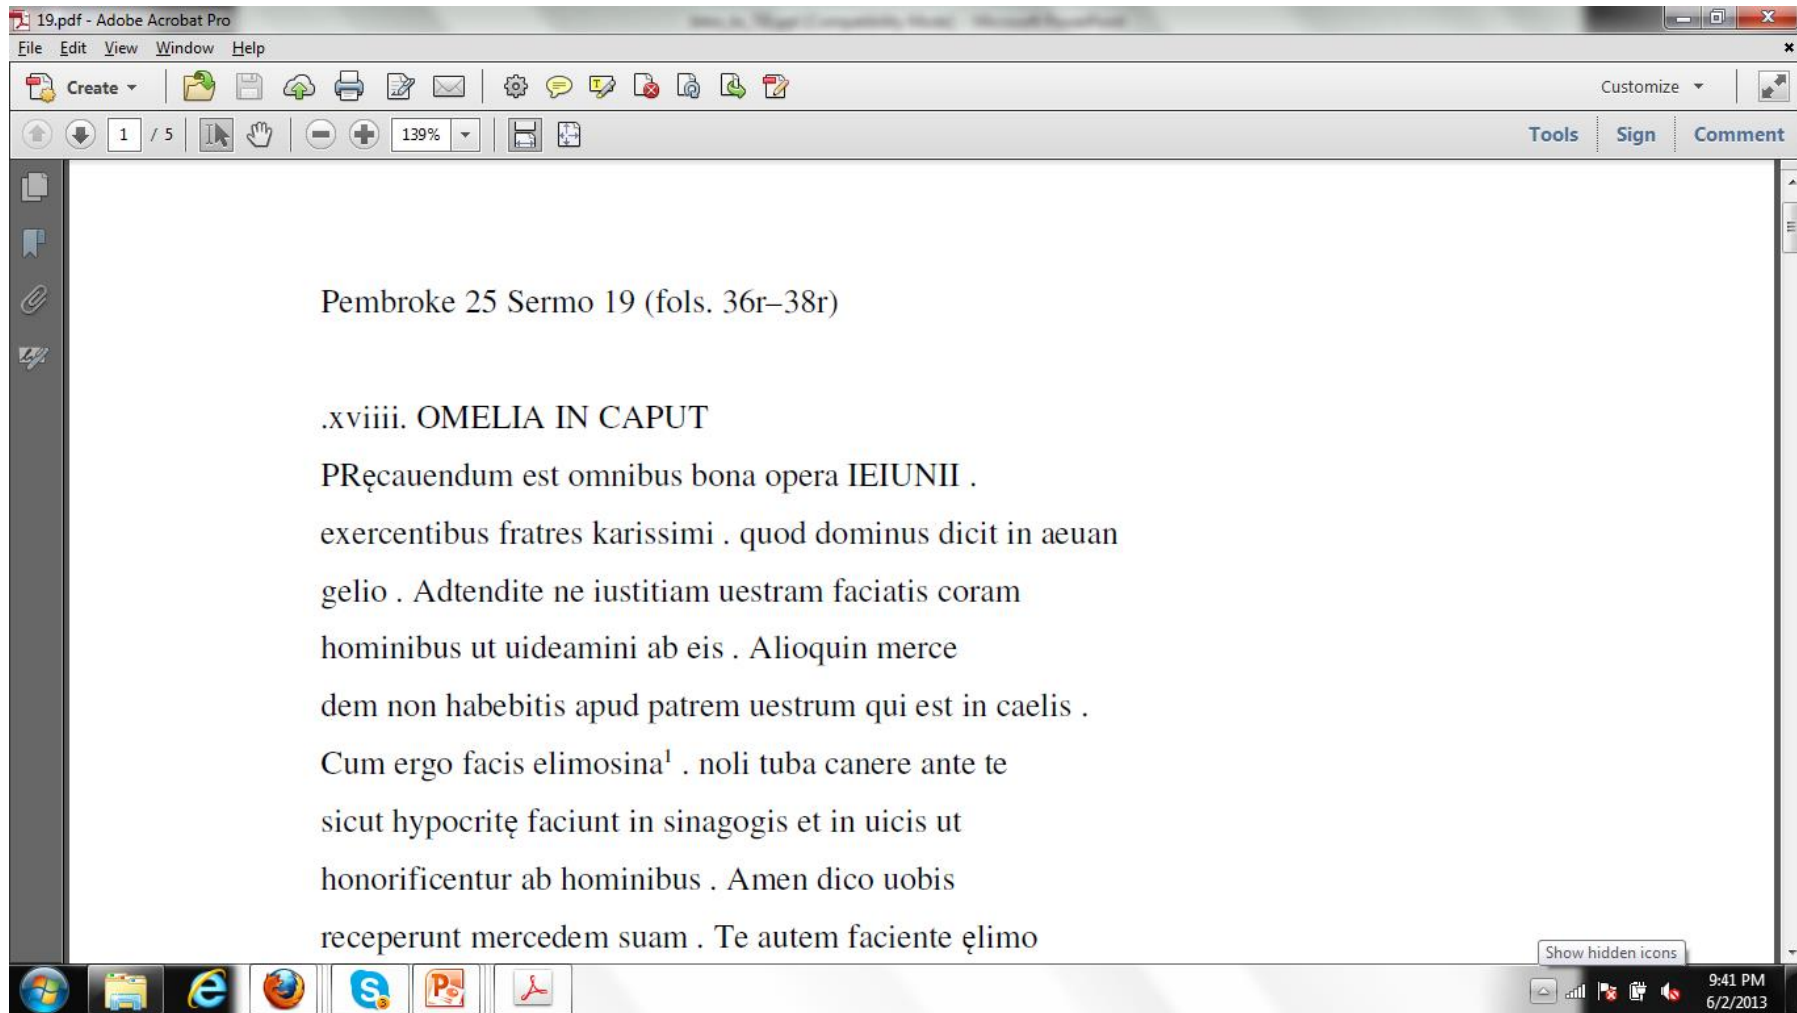 19.pdf - Adobe Acrobat Pro
File Edit View Window Help
Create Customize
1 / 5 139% Tools Sign Comment
Pembroke 25 Sermo 19 (fols. 36r–38r)
.xviiii. OMELIA IN CAPUT
PRęcauendum est omnibus bona opera IEIUNII .
exercentibus fratres karissimi . quod dominus dicit in aeuan
gelio . Adtendite ne iustitiam uestram faciatis coram
hominibus ut uideamini ab eis . Alioquin merce
dem non habebitis apud patrem uestrum qui est in caelis .
Cum ergo facis elimosina¹ . noli tuba canere ante te
sicut hypocritę faciunt in sinagogis et in uicis ut
honorificentur ab hominibus . Amen dico uobis
receperunt mercedem suam . Te autem faciente ęlimo
Show hidden icons
9:41 PM
6/2/2013